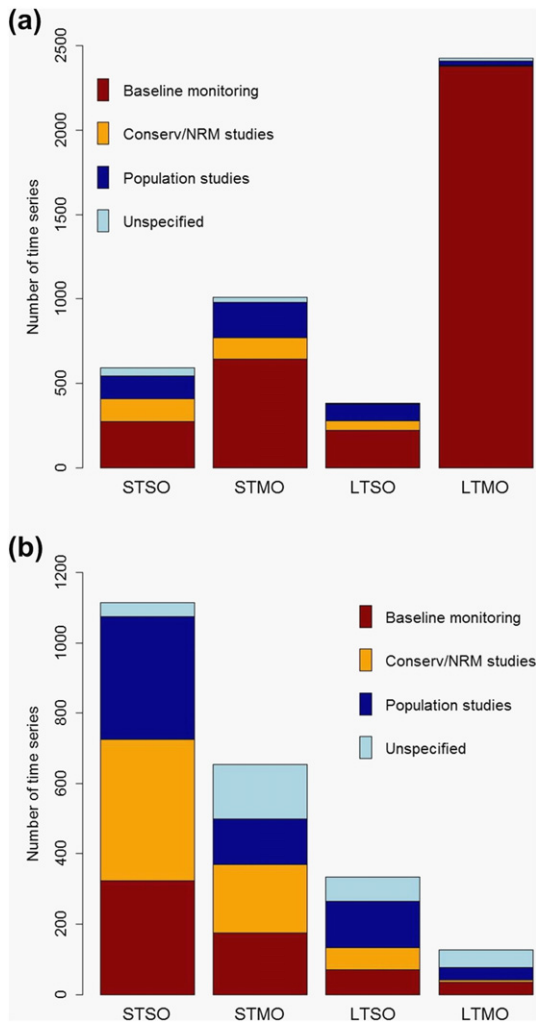 (a)
Number of time series
2500
2000
1500
1000
500
0
Baseline monitoring
Conserv/NRM studies
Population studies
Unspecified
STSO STMO LTSO LTMO
(b)
Number of time series
1200
1000
800
600
400
200
0
Baseline monitoring
Conserv/NRM studies
Population studies
Unspecified
STSO STMO LTSO LTMO